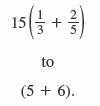 15(1/3 + 2/5)
to
(5 + 6).